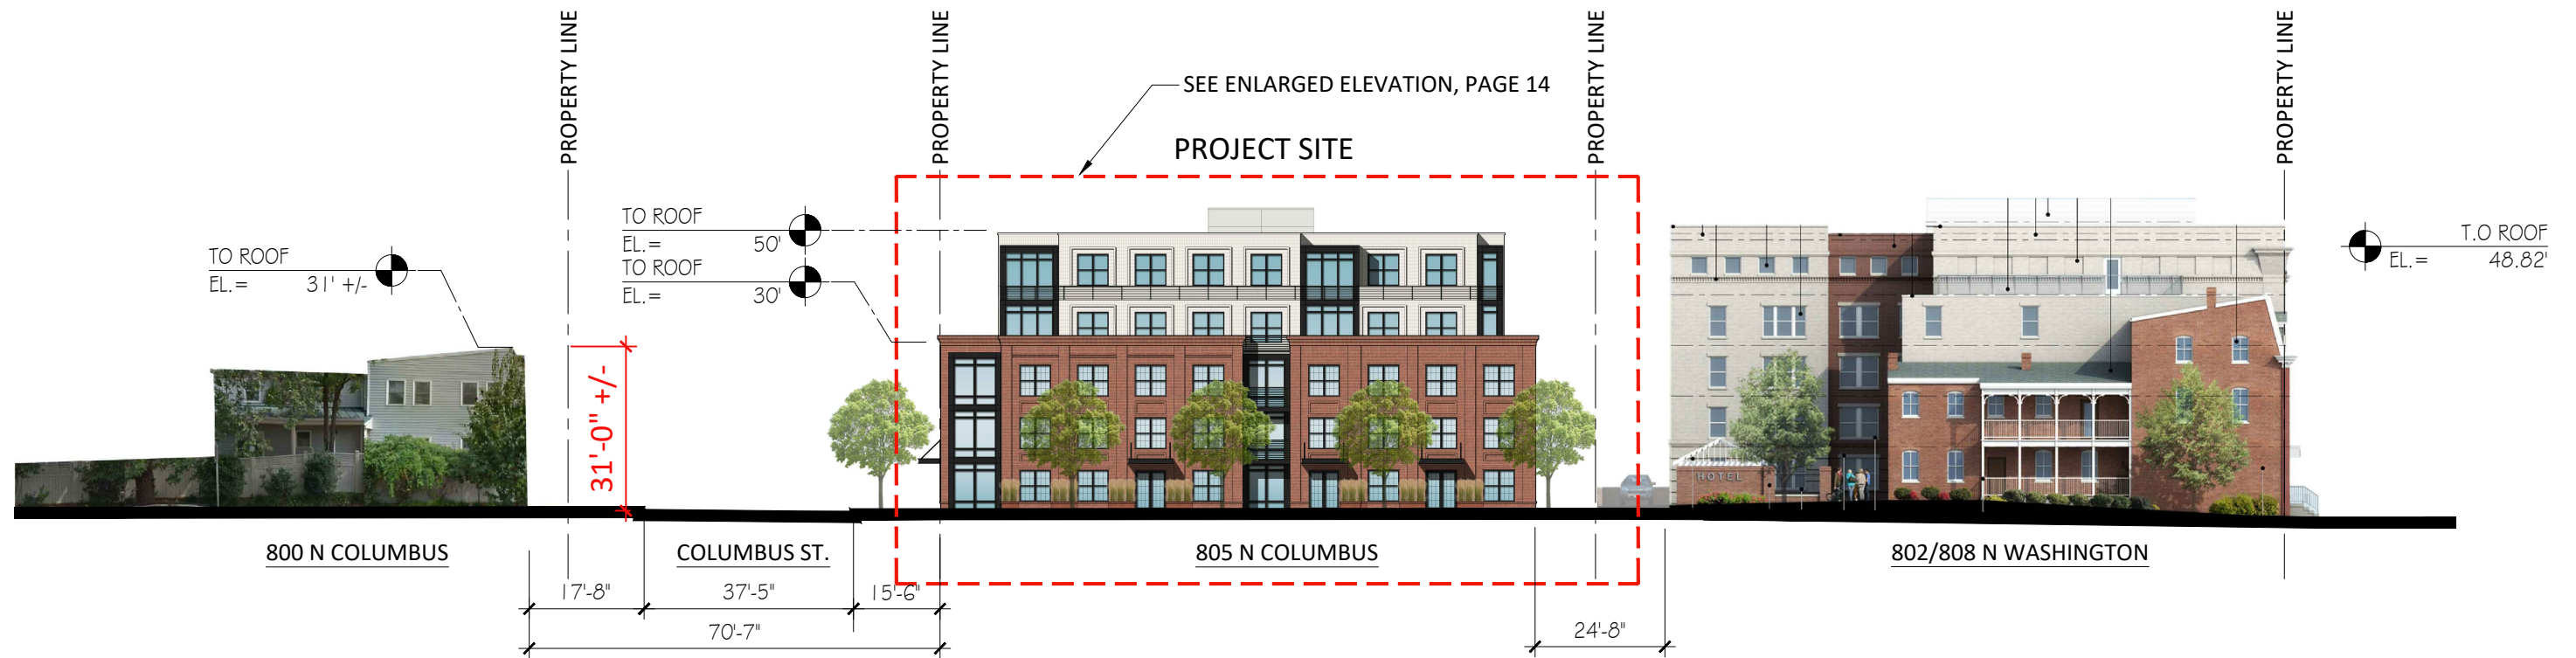 PROPERTY LINE
PROPERTY LINE
PROPERTY LINE
PROPERTY LINE
SEE ENLARGED ELEVATION, PAGE 14
PROJECT SITE
TO ROOF
EL.= 31' +/-
TO ROOF
EL.= 50'
TO ROOF
EL.= 30'
T.O ROOF
EL.= 48.82'
31'-0" +/-
HOTEL
800 N COLUMBUS
COLUMBUS ST.
805 N COLUMBUS
802/808 N WASHINGTON
17'-8"
37'-5"
15'-6"
70'-7"
24'-8"